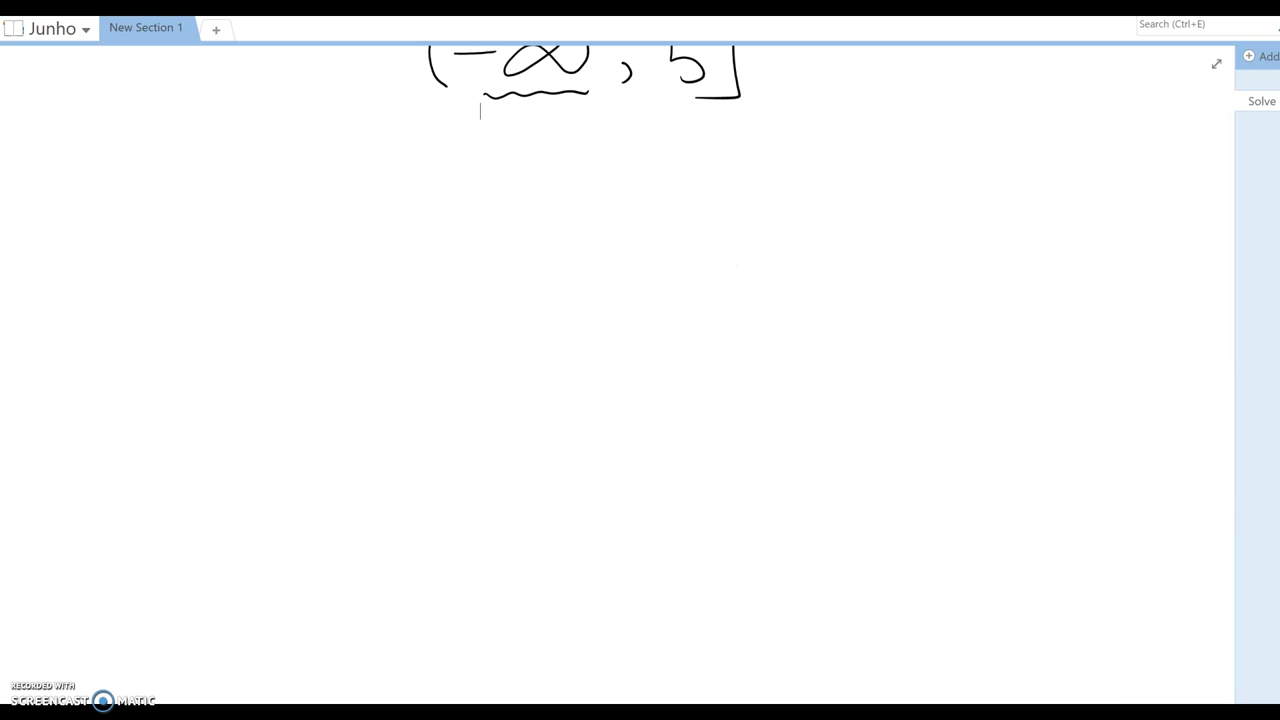 Junho
New Section 1
+
Search (Ctrl+E)
Add
(-∞, 5]
Solve
RECORDED WITH
SCREENCAST MATIC